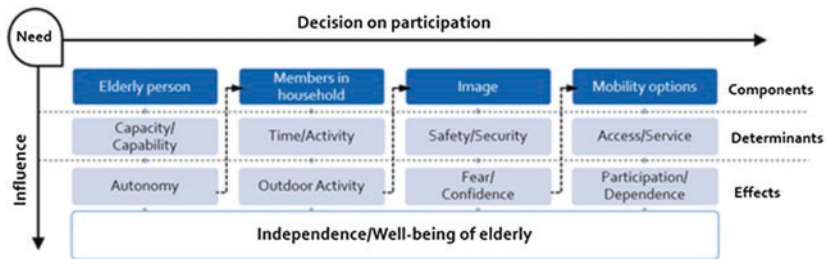 Decision on participation
Need
Elderly person
Members in
household
Image
Mobility options
Components
Capacity/
Capability
Time/Activity
Safety/Security
Access/Service
Determinants
Autonomy
Outdoor Activity
Fear/
Confidence
Participation/
Dependence
Effects
Influence
Independence/Well-being of elderly